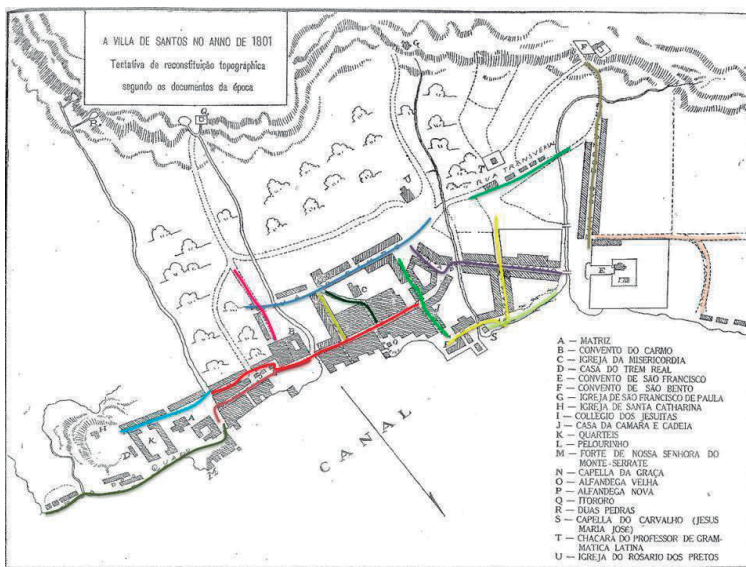 A VILLA DE SANTOS NO ANNO DE 1801
Tentativa de reconstituição topographica
segundo os documentos da época
RUA TRANSVERSAL
CANAL
A — MATRIZ
B — CONVENTO DO CARMO
C — IGREJA DA MISERICORDIA
D — CASA DO TREM REAL
E — CONVENTO DE SÃO FRANCISCO
F — CONVENTO DE SÃO BENTO
G — IGREJA DE SÃO FRANCISCO DE PAULA
H — IGREJA DE SANTA CATHARINA
I — COLLEGIO DOS JESUITAS
J — CASA DA CAMARA E CADEIA
K — QUARTEIS
L — PELOURINHO
M — FORTE DE NOSSA SENHORA DO
MONTE-SERRATE
N — CAPELLA DA GRAÇA
O — ALFANDEGA VELHA
P — ALFANDEGA NOVA
Q — ITORORO
R — DUAS PEDRAS
S — CAPELLA DO CARVALHO (JESUS
MARIA JOSE)
T — CHACARA DO PROFESSOR DE GRAM-
MATICA LATINA
U — IGREJA DO ROSARIO DOS PRETOS